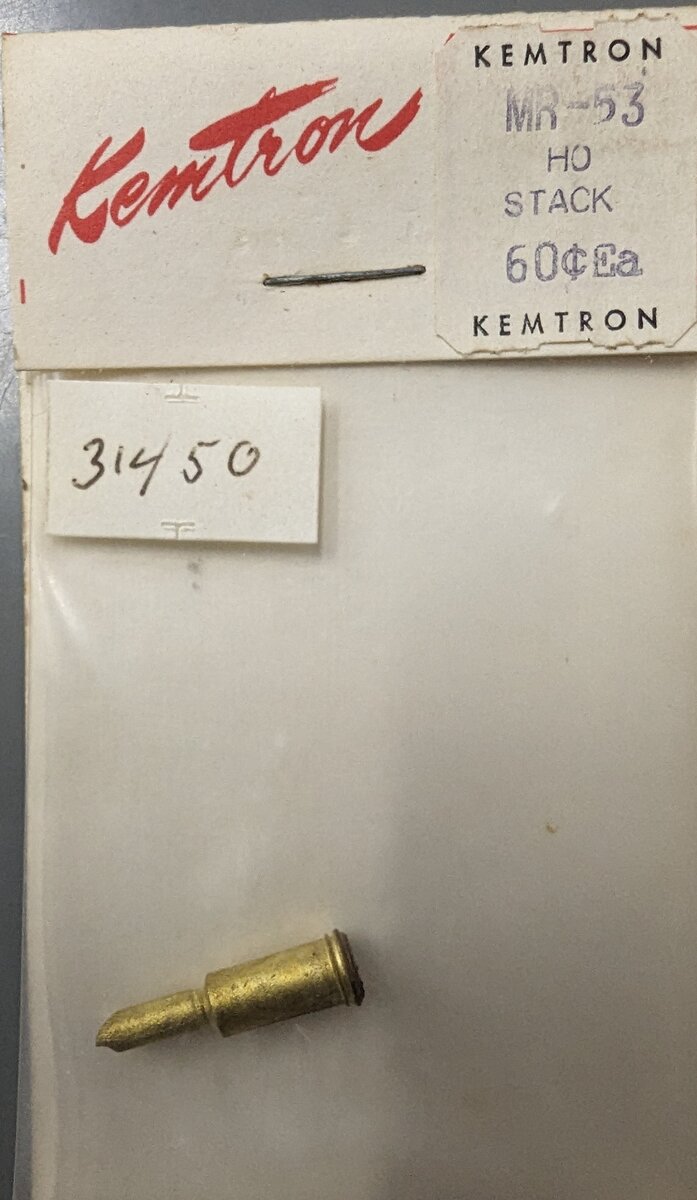 Kemtron
KEMTRON
MR-53
HO
STACK
60¢Ea
KEMTRON
31450